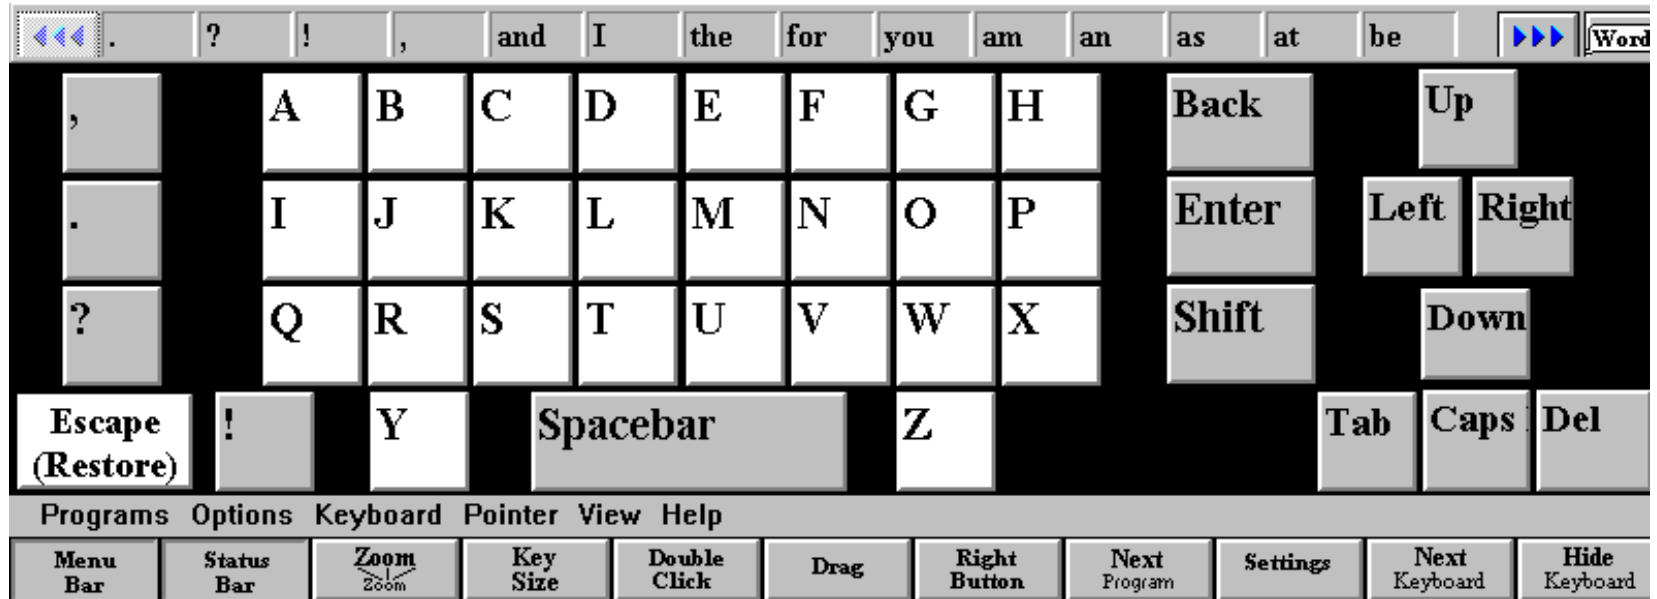 . ? ! , and I the for you am an as at be Word
, A B C D E F G H Back Up
. I J K L M N O P Enter Left Right
? Q R S T U V W X Shift Down
Escape ! Y Spacebar Z Tab Caps Del
(Restore)
Programs Options Keyboard Pointer View Help
Menu Status Zoom Key Double Drag Right Next Settings Next Hide
Bar Bar Zoom Size Click Button Program Keyboard Keyboard